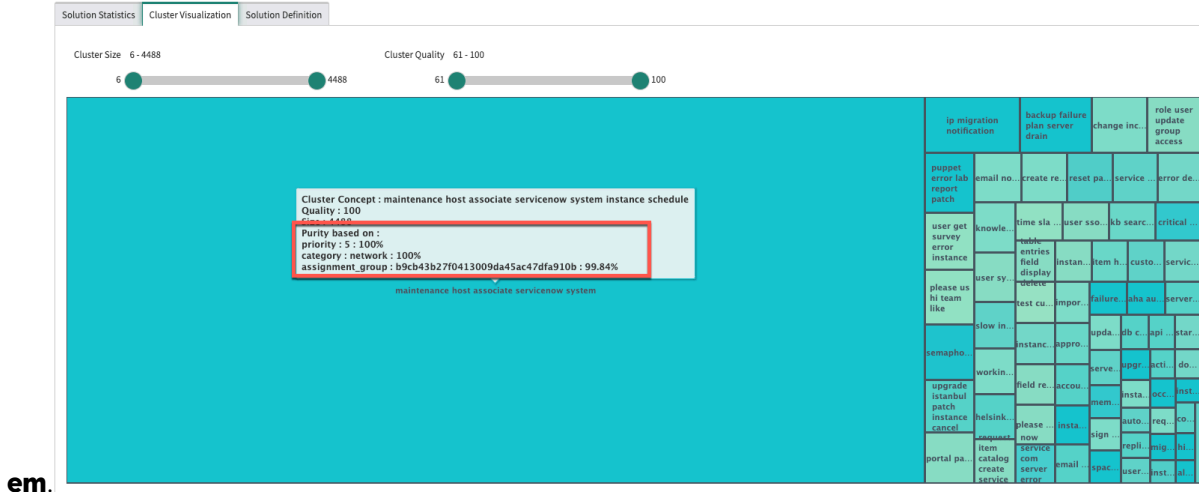 Solution Statistics
Cluster Visualization
Solution Definition
Cluster Size 6 - 4488
Cluster Quality 61 - 100
6
4488
61
100
Cluster Concept : maintenance host associate servicenow system instance schedule
Quality : 100
Size : 4488
Purity based on :
priority : 5 : 100%
category : network : 100%
assignment_group : b9cb43b27f0413009da45ac47dfa910b : 99.84%
maintenance host associate servicenow system
ip migration
notification
backup failure
plan server
drain
change inc...
role user
update
group
access
puppet
error lab
report
patch
email no...
create re...
reset pa...
service ...
error de...
user get
survey
error
instance
knowle...
time sla ...
user sso...
kb searc...
critical ...
table
entries
field
display
delete
instan...
item h...
custo...
servic...
please us
hi team
like
user sy...
test cu...
impor...
failure...
aha au...
server...
semapho...
slow in...
instanc...
appro...
upda...
db c...
api ...
star...
workin...
serve...
upgr...
acti...
do...
upgrade
istanbul
patch
instance
cancel
field re...
accou...
mem...
insta...
occ...
inst...
helsink...
please ...
insta...
sign ...
auto...
req...
co...
repli...
mig...
hi...
portal pa...
request
item
catalog
create
service
now
service
com
server
error
email ...
spac...
user...
inst...
al...
em.